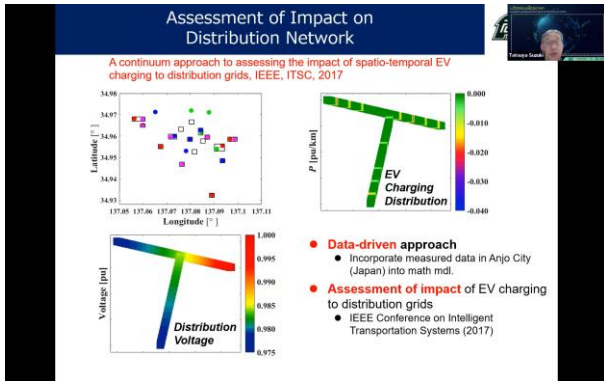 Assessment of Impact on
Distribution Network
Tatsuya Suzuki
A continuum approach to assessing the impact of spatio-temporal EV
charging to distribution grids, IEEE, ITSC, 2017
Latitude [°]
34.98
34.97
34.96
34.95
34.93
137.05 137.06 137.07 137.08 137.09 137.1 137.11
Longitude [°]
P [pu/km]
EV
Charging
Distribution
0.000
-0.010
-0.020
-0.030
-0.040
Voltage [pu]
Distribution
Voltage
1.000
0.995
0.990
0.985
0.980
0.975
● Data-driven approach
● Incorporate measured data in Anjo City
(Japan) into math mdl.
● Assessment of impact of EV charging
to distribution grids
● IEEE Conference on Intelligent
Transportation Systems (2017)